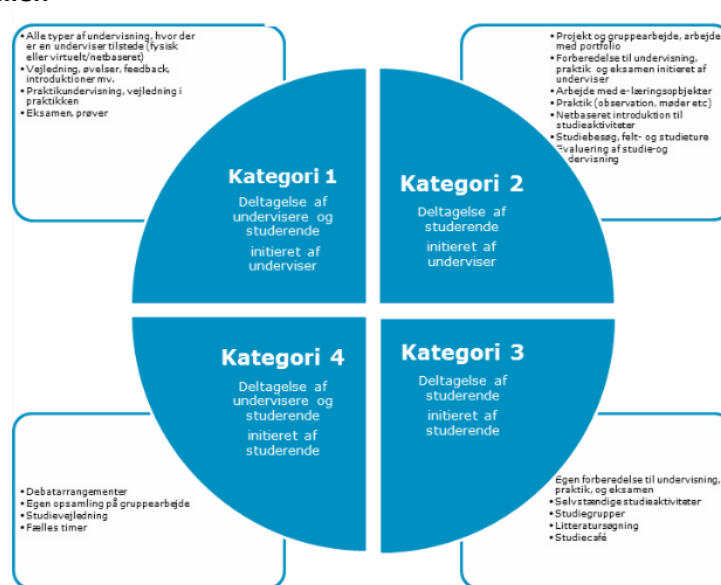 • Alle typer af undervisning, hvor der
er en underviser tilstede (fysisk
eller virtuelt/netbaseret)
• Vejledning, øvelser, feedback,
introduktioner mv.
• Praktikundervisning, vejledning i
praktikken
• Eksamen, prøver
• Projekt og gruppearbejde, arbejde
med portfolio
• Forberedelse til undervisning,
praktik og eksamen initieret af
underviser
• Arbejde med e-læringsobjekter
• Praktik (observation, møder etc)
• Netbaseret introduktion til
studieaktiviteter
• Studiebesøg, felt- og studieture
Evaluering af studie-og
dervisning
Kategori 1
Deltagelse af
undervisere og
studerende
initieret af
underviser
Kategori 2
Deltagelse af
studerende
initieret af
underviser
Kategori 4
Deltagelse af
undervisere og
studerende
initieret af
studerende
Kategori 3
Deltagelse af
studerende
initieret af
studerende
• Debatarrangementer
• Egen opsamling på gruppearbejde
• Studievejledning
• Fælles timer
Egen forberedelse til undervisning,
praktik, og eksamen
• Selvstændige studieaktiviteter
• Studiegrupper
• Litteratursøgning
• Studiecafé